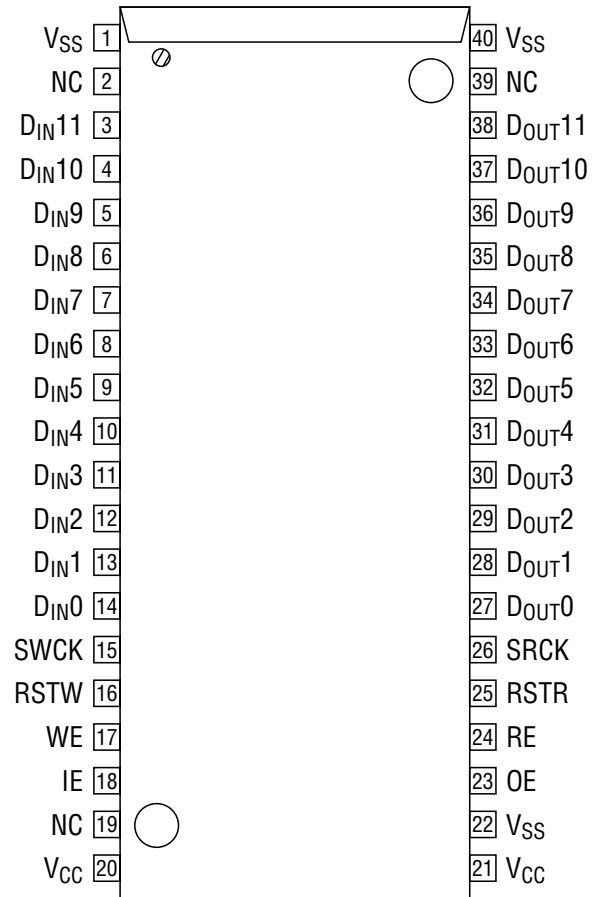 VSS 1 40 VSS
NC 2 39 NC
DIN11 3 38 DOUT11
DIN10 4 37 DOUT10
DIN9 5 36 DOUT9
DIN8 6 35 DOUT8
DIN7 7 34 DOUT7
DIN6 8 33 DOUT6
DIN5 9 32 DOUT5
DIN4 10 31 DOUT4
DIN3 11 30 DOUT3
DIN2 12 29 DOUT2
DIN1 13 28 DOUT1
DIN0 14 27 DOUT0
SWCK 15 26 SRCK
RSTW 16 25 RSTR
WE 17 24 RE
IE 18 23 OE
NC 19 22 VSS
VCC 20 21 VCC